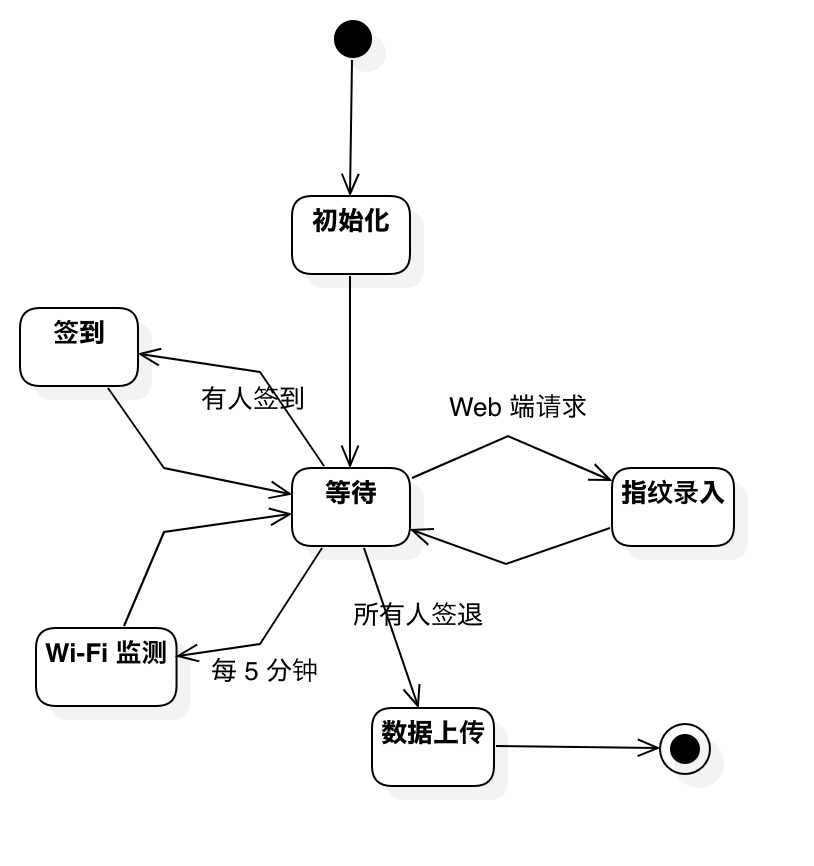 初始化
签到
有人签到
Web 端请求
等待
指纹录入
所有人签退
Wi-Fi 监测
每 5 分钟
数据上传